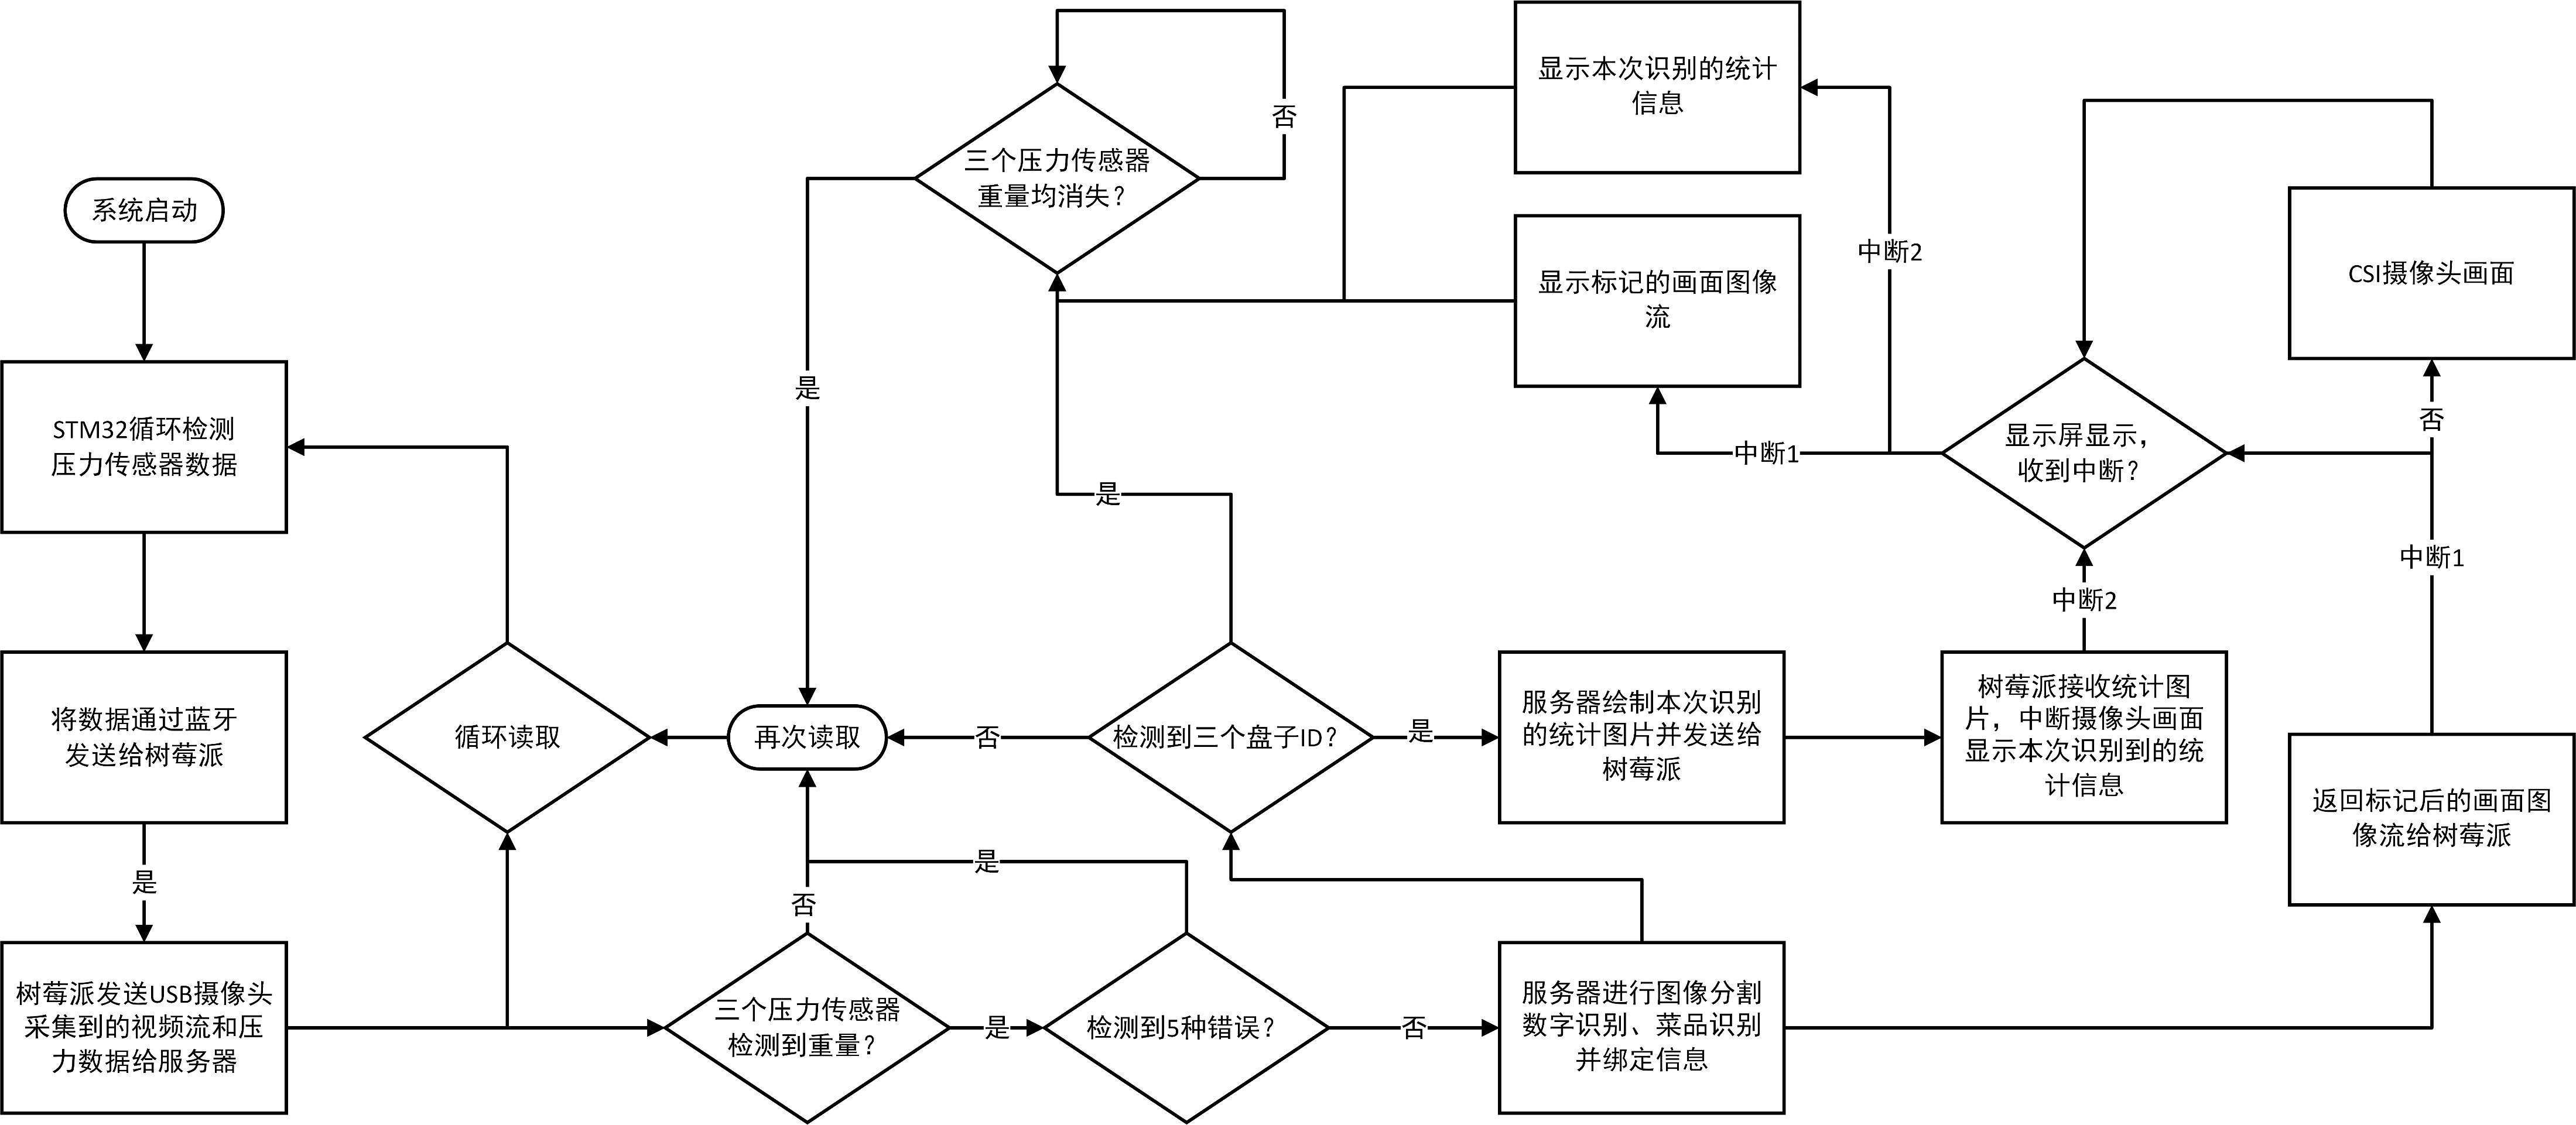 系统启动
STM32循环检测
压力传感器数据
将数据通过蓝牙
发送给树莓派
是
树莓派发送USB摄像头
采集到的视频流和压
力数据给服务器
循环读取
再次读取
三个压力传感器
检测到重量？
否
是
检测到5种错误？
是
否
服务器进行图像分割
数字识别、菜品识别
并绑定信息
检测到三个盘子ID？
否
是
是
三个压力传感器
重量均消失？
否
是
服务器绘制本次识别
的统计图片并发送给
树莓派
树莓派接收统计图
片，中断摄像头画面
显示本次识别到的统
计信息
中断2
返回标记后的画面图
像流给树莓派
中断1
显示屏显示，
收到中断？
否
CSI摄像头画面
中断1
显示标记的画面图像
流
中断2
显示本次识别的统计
信息